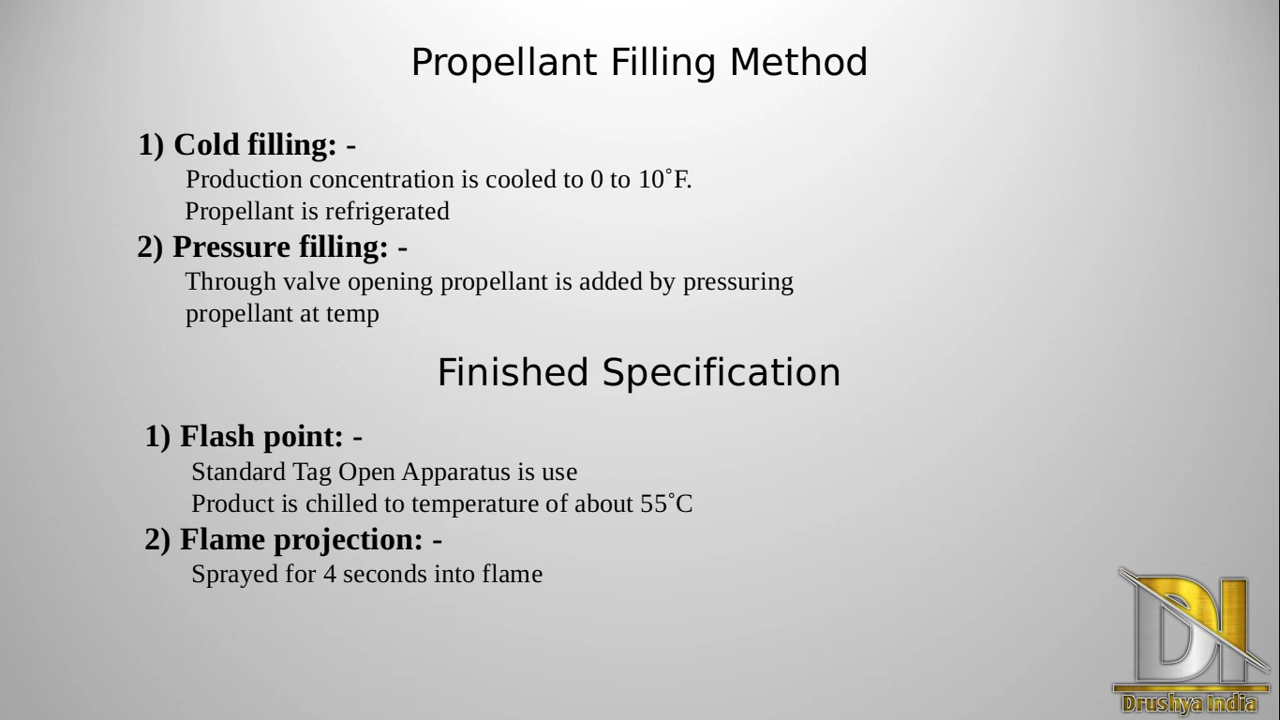 Propellant Filling Method
1) Cold filling: -
Production concentration is cooled to 0 to 10˚F.
Propellant is refrigerated
2) Pressure filling: -
Through valve opening propellant is added by pressuring
propellant at temp
Finished Specification
1) Flash point: -
Standard Tag Open Apparatus is use
Product is chilled to temperature of about 55˚C
2) Flame projection: -
Sprayed for 4 seconds into flame
DI
Drushya India